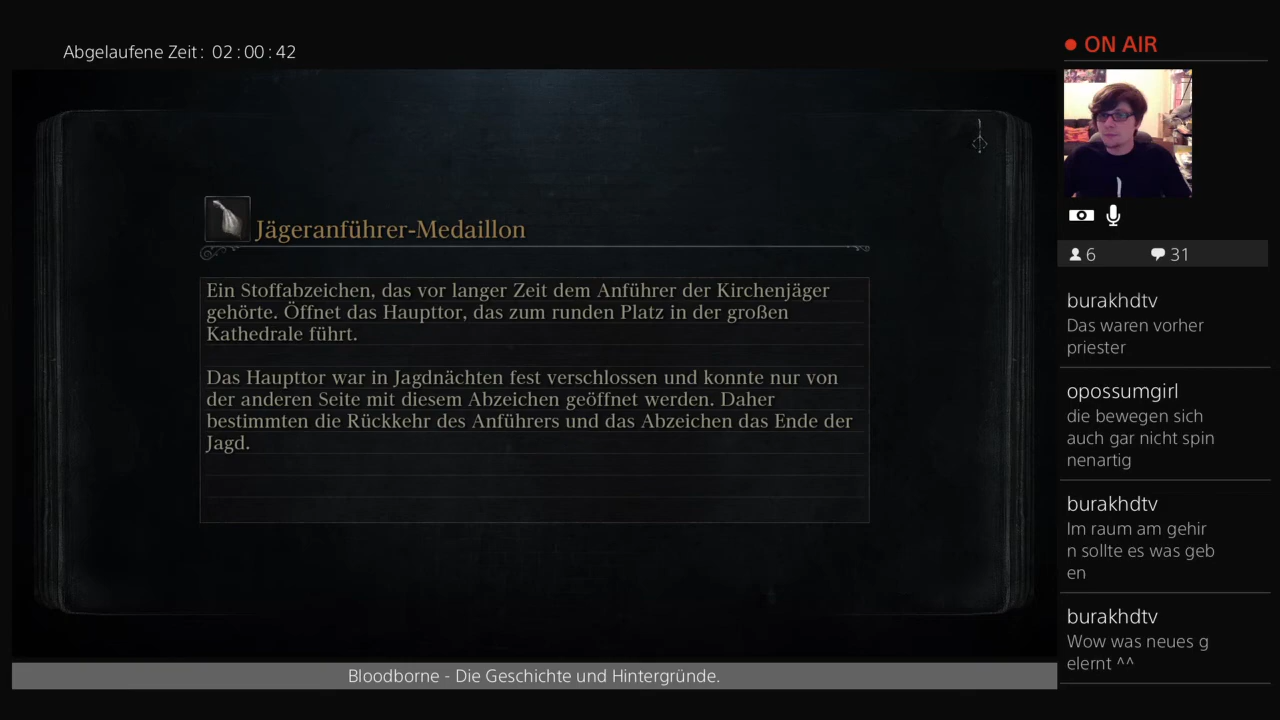 Abgelaufene Zeit: 02:00:42
Jägeranführer-Medaillon
Ein Stoffabzeichen, das vor langer Zeit dem Anführer der Kirchenjäger
gehörte. Öffnet das Haupttor, das zum runden Platz in der großen
Kathedrale führt.
Das Haupttor war in Jagdnächten fest verschlossen und konnte nur von
der anderen Seite mit diesem Abzeichen geöffnet werden. Daher
bestimmten die Rückkehr des Anführers und das Abzeichen das Ende der
Jagd.
Bloodborne - Die Geschichte und Hintergründe.
ON AIR
6 31
burakhdtv
Das waren vorher
priester
opossumgirl
die bewegen sich
auch gar nicht spin
nenartig
burakhdtv
Im raum am gehir
n sollte es was geb
en
burakhdtv
Wow was neues g
elernt ^^